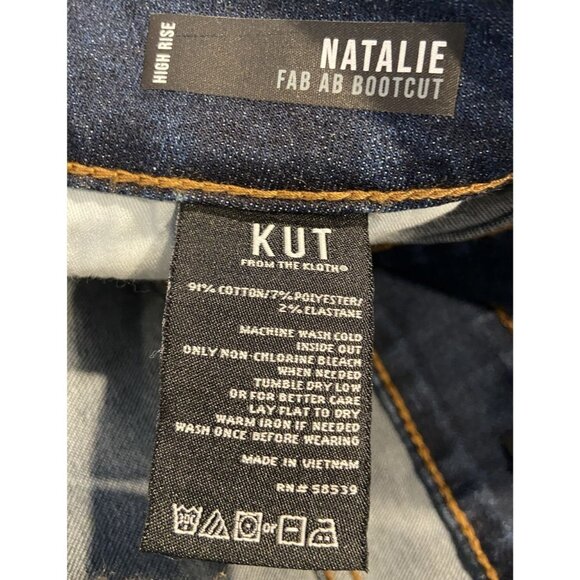 HIGH RISE
NATALIE
FAB AB BOOTCUT
KUT
FROM THE KLOTH®
91% COTTON/7% POLYESTER/
2% ELASTANE
MACHINE WASH COLD
INSIDE OUT
ONLY NON-CHLORINE BLEACH
WHEN NEEDED
TUMBLE DRY LOW
OR FOR BETTER CARE
LAY FLAT TO DRY
WARM IRON IF NEEDED
WASH ONCE BEFORE WEARING
MADE IN VIETNAM
RN# 58539
or